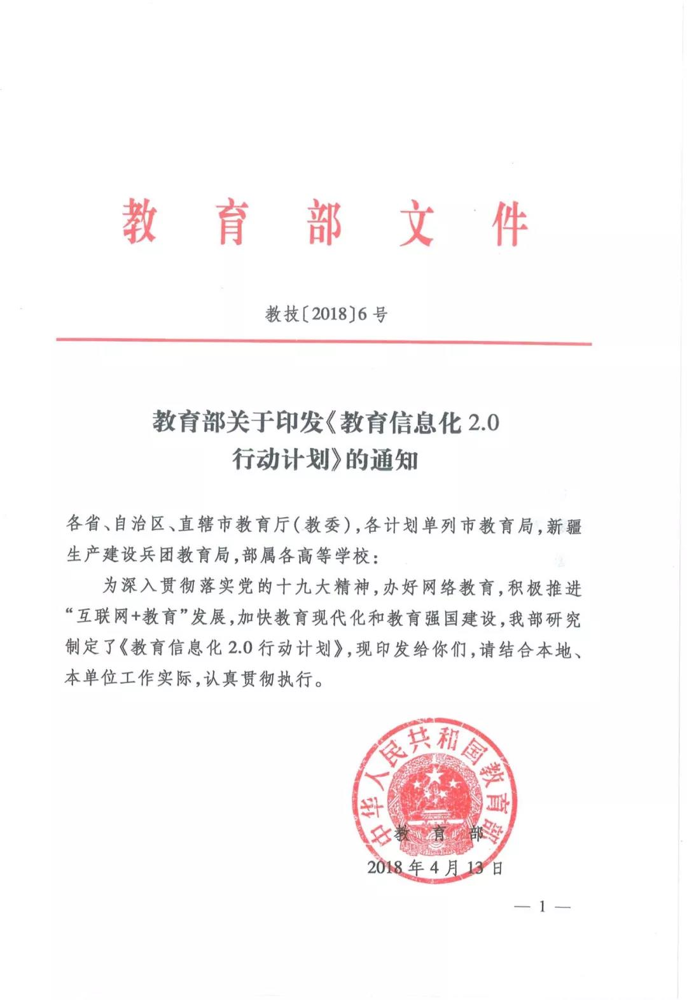 教育部文件
教技〔2018〕6号
教育部关于印发《教育信息化2.0
行动计划》的通知
各省、自治区、直辖市教育厅(教委),各计划单列市教育局,新疆
生产建设兵团教育局,部属各高等学校:
为深入贯彻落实党的十九大精神,办好网络教育,积极推进
“互联网+教育”发展,加快教育现代化和教育强国建设,我部研究
制定了《教育信息化2.0行动计划》,现印发给你们,请结合本地、
本单位工作实际,认真贯彻执行。
中华人民共和国教育部
教育部
2018年4月13日
— 1 —